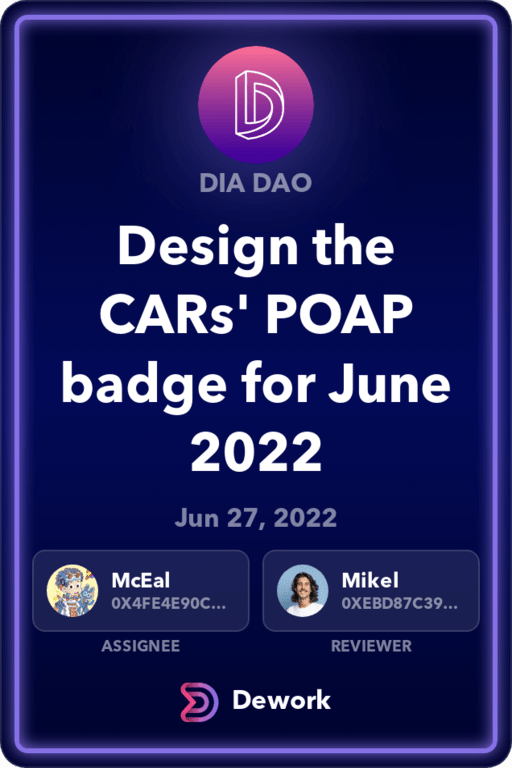 DIA DAO
Design the
CARs' POAP
badge for June
2022
Jun 27, 2022
McEal
0X4FE4E90C...
ASSIGNEE
Mikel
0XEBD87C39...
REVIEWER
Dework